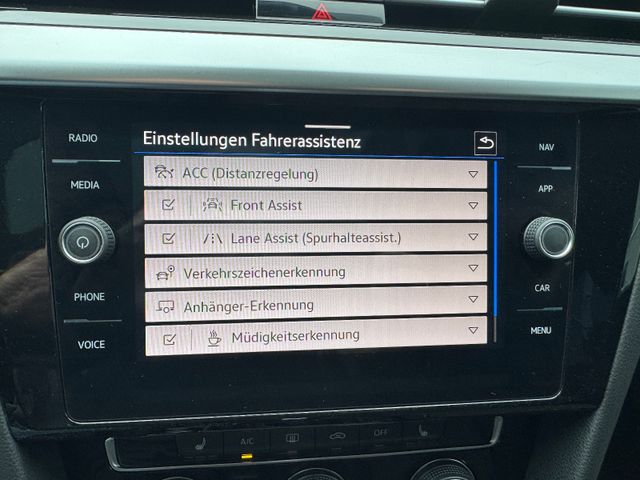 RADIO
MEDIA
PHONE
VOICE
Einstellungen Fahrerassistenz
ACC (Distanzregelung)
Front Assist
Lane Assist (Spurhalteassist.)
Verkehrszeichenerkennung
Anhänger-Erkennung
Müdigkeitserkennung
NAV
APP
CAR
MENU
A/C
OFF